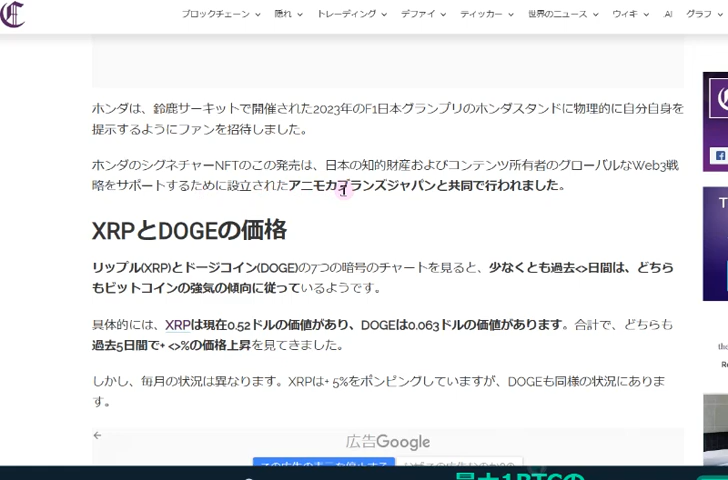 ブロックチェーン 隠れ トレーディング デファイ ティッカー 世界のニュース ウィキ AI グラフ
ホンダは、鈴鹿サーキットで開催された2023年のF1日本グランプリのホンダスタンドに物理的に自分自身を
提示するようにファンを招待しました。
ホンダのシグネチャーNFTのこの発売は、日本の知的財産およびコンテンツ所有者のグローバルなWeb3戦
略をサポートするために設立されたアニモカブランズジャパンと共同で行われました。
XRPとDOGEの価格
リップル(XRP)とドージコイン(DOGE)の7つの暗号のチャートを見ると、少なくとも過去<>日間は、どちら
もビットコインの強気の傾向に従っているようです。
具体的には、XRPは現在0.52ドルの価値があり、DOGEは0.063ドルの価値があります。合計で、どちらも
過去5日間で+ <>%の価格上昇を見てきました。
しかし、毎月の状況は異なります。XRPは+ 5%をポンピングしていますが、DOGEも同様の状況にありま
す。
広告Google
最大1BTCの